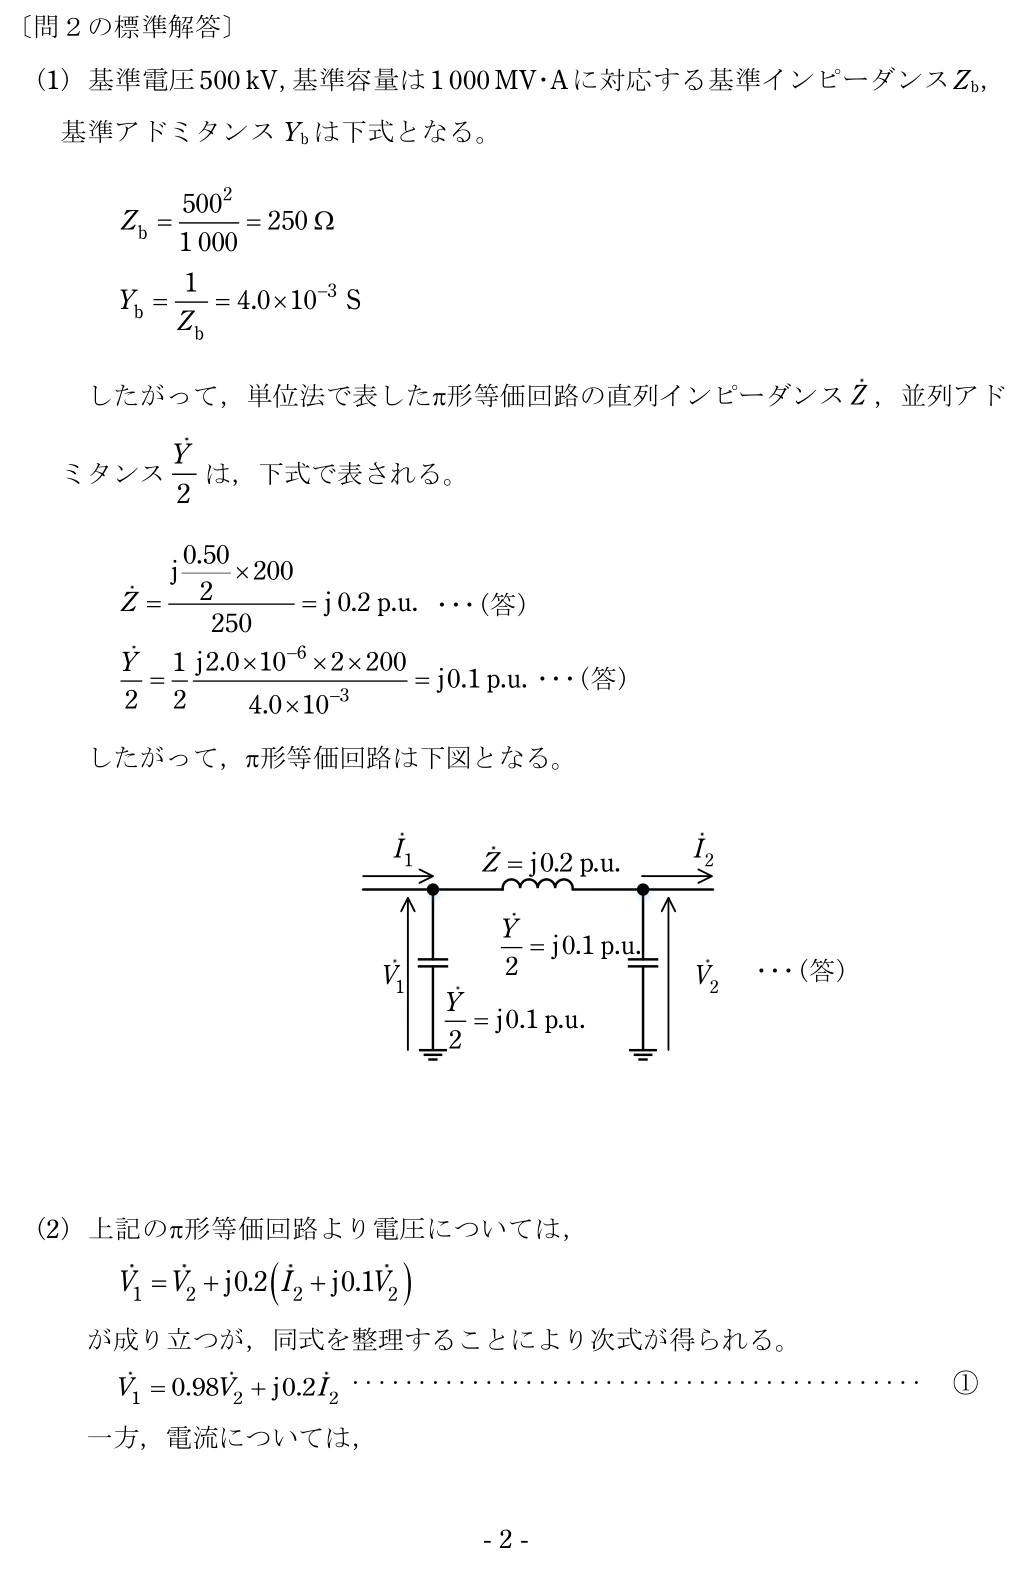 〔問２の標準解答〕
(1) 基準電圧500 kV, 基準容量は1 000 MV･Aに対応する基準インピーダンスZb,
基準アドミタンス Ybは下式となる。
Zb = 500²/1 000 = 250 Ω
Yb = 1/Zb = 4.0×10⁻³ S
したがって，単位法で表したπ形等価回路の直列インピーダンスŻ，並列アド
ミタンス Ẏ/2 は，下式で表される。
Ż = (j 0.50/2 ×200)/250 = j 0.2 p.u. ･･･（答）
Ẏ/2 = 1/2 (j2.0×10⁻⁶×2×200)/(4.0×10⁻³) = j0.1 p.u. ･･･（答）
したがって，π形等価回路は下図となる。
İ₁ Ż = j0.2 p.u. İ₂
Ẏ/2 = j0.1 p.u.
V̇₁ V̇₂ ･･･（答）
Ẏ/2 = j0.1 p.u.
(2) 上記のπ形等価回路より電圧については，
V̇₁ = V̇₂ + j0.2(İ₂ + j0.1V̇₂)
が成り立つが，同式を整理することにより次式が得られる。
V̇₁ = 0.98V̇₂ + j0.2İ₂ ･･････････････････････････････････････････ ①
一方，電流については，
- 2 -